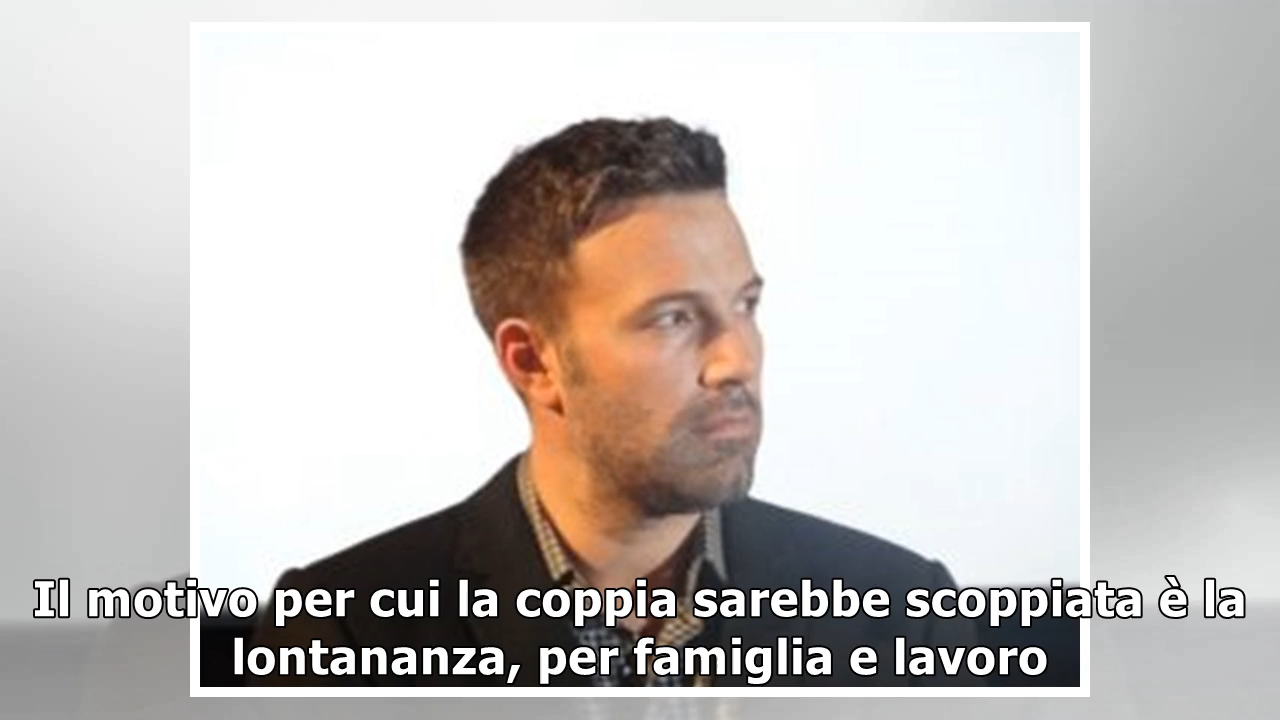 Il motivo per cui la coppia sarebbe scoppiata è la
lontananza, per famiglia e lavoro